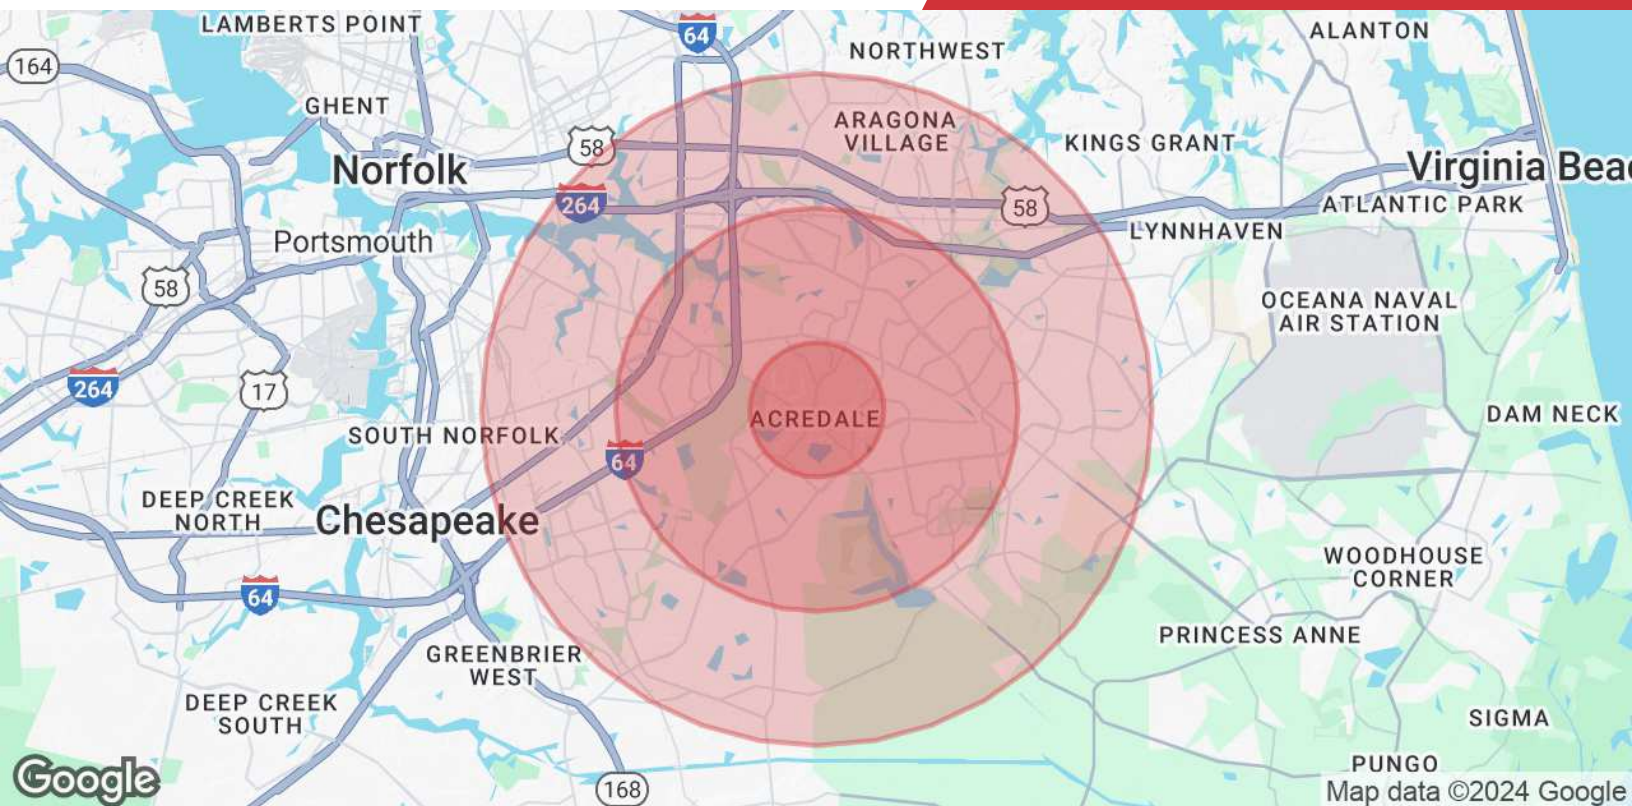 LAMBERTS POINT
64
ALANTON
NORTHWEST
164
GHENT
ARAGONA
VILLAGE
58
KINGS GRANT
Norfolk
Virginia Beac
264
58
ATLANTIC PARK
LYNNHAVEN
Portsmouth
58
OCEANA NAVAL
AIR STATION
264
17
ACREDALE
DAM NECK
SOUTH NORFOLK
64
DEEP CREEK
NORTH
Chesapeake
WOODHOUSE
CORNER
64
PRINCESS ANNE
GREENBRIER
WEST
DEEP CREEK
SOUTH
SIGMA
PUNGO
Google
168
Map data ©2024 Google